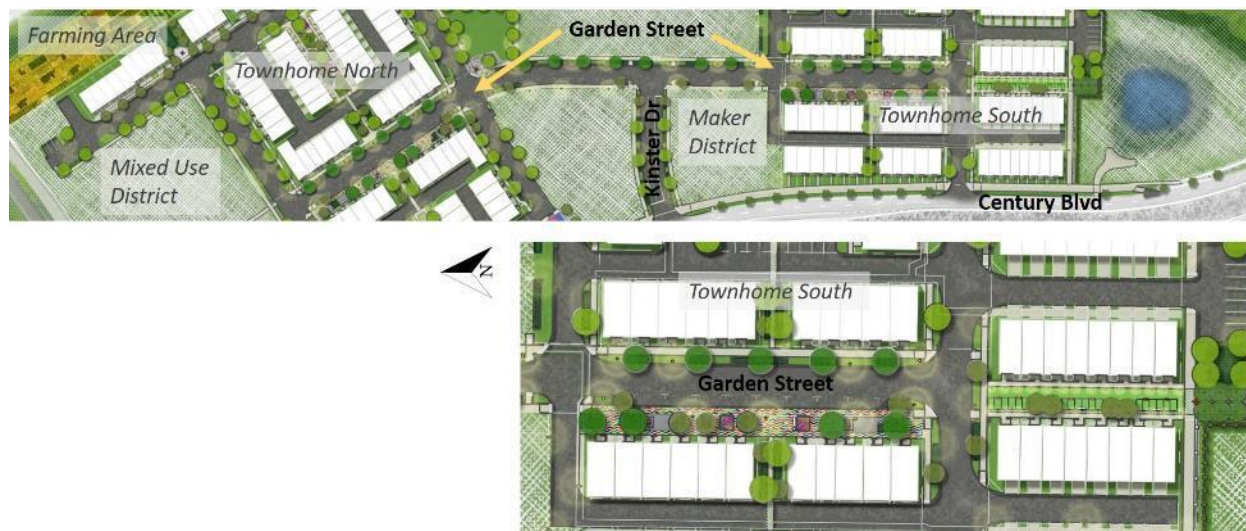 Farming Area
Townhome North
Garden Street
Mixed Use
District
Kinster Dr
Maker
District
Townhome South
Century Blvd
N
Townhome South
Garden Street